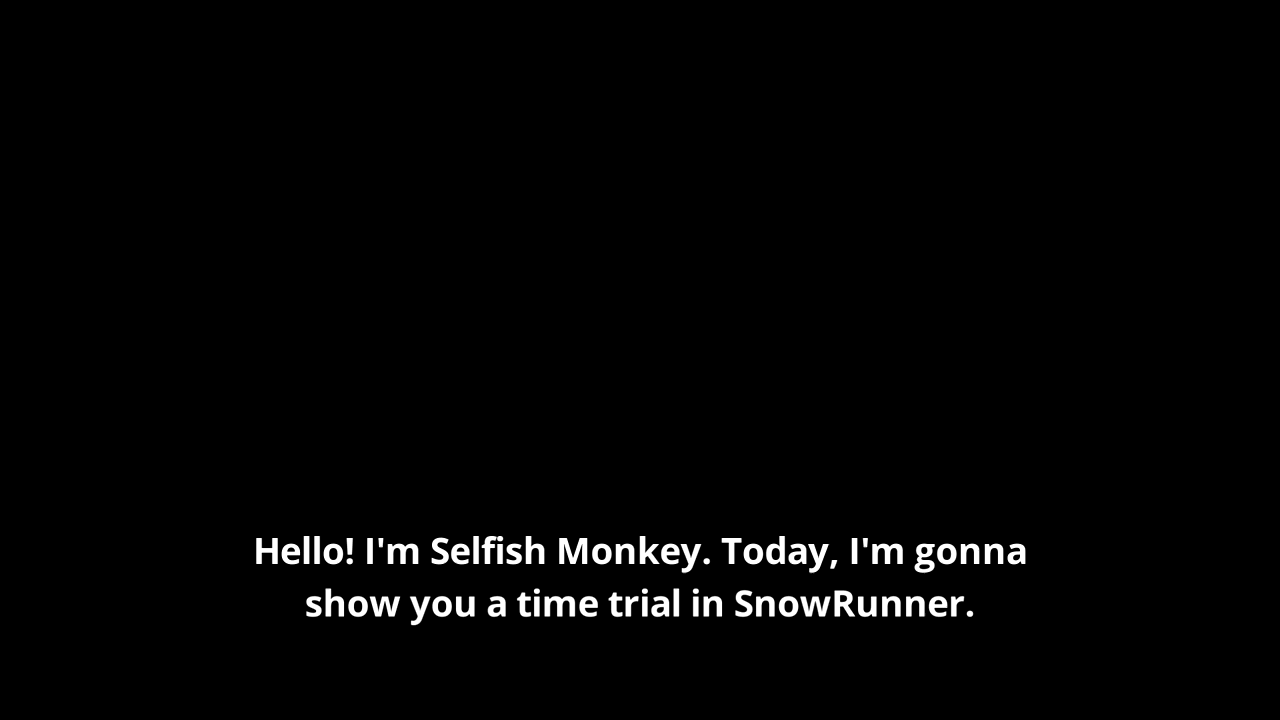 Hello! I'm Selfish Monkey. Today, I'm gonna
show you a time trial in SnowRunner.